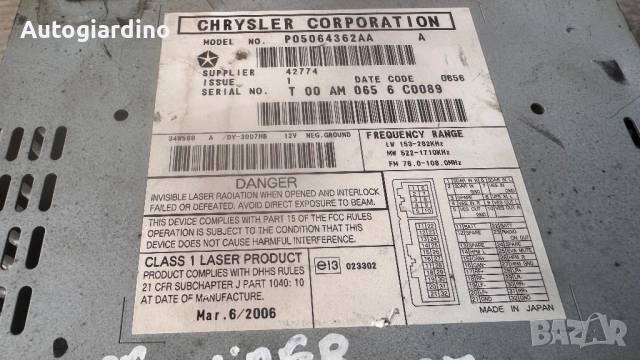 CHRYSLER CORPORATION
MODEL NO. P05064362AA A
SUPPLIER 42774
ISSUE 1 DATE CODE 0656
SERIAL NO. T 00 AM 065 6 C0089
34W568 A /DY-3007HB 12V NEG.GROUND
FREQUENCY RANGE
LW 153-282KHz
MW 522-1710KHz
FM 76.0-108.0MHz
DANGER
INVISIBLE LASER RADIATION WHEN OPENED AND INTERLOCK
FAILED OR DEFEATED. AVOID DIRECT EXPOSURE TO BEAM.
THIS DEVICE COMPLIES WITH PART 15 OF THE FCC RULES
OPERATION IS SUBJECT TO THE CONDITION THAT THIS
DEVICE DOES NOT CAUSE HARMFUL INTERFERENCE.
CLASS 1 LASER PRODUCT
PRODUCT COMPLIES WITH DHHS RULES
21 CFR SUBCHAPTER J PART 1040: 10
AT DATE OF MANUFACTURE.
e13 023302
Mar.6/2006
MADE IN JAPAN
bazar